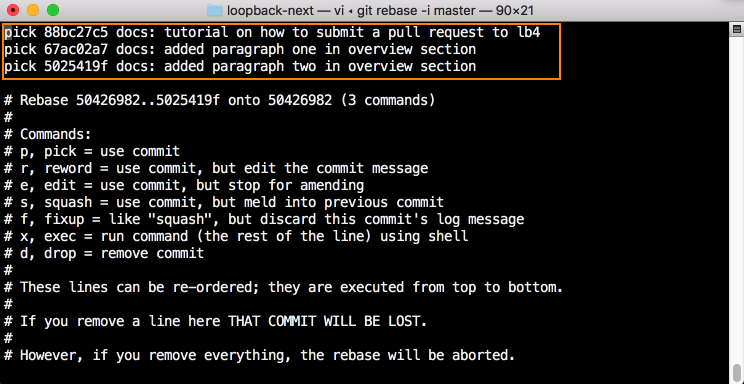 loopback-next — vi ◂ git rebase -i master — 90×21
pick 88bc27c5 docs: tutorial on how to submit a pull request to lb4
pick 67ac02a7 docs: added paragraph one in overview section
pick 5025419f docs: added paragraph two in overview section
# Rebase 50426982..5025419f onto 50426982 (3 commands)
#
# Commands:
# p, pick = use commit
# r, reword = use commit, but edit the commit message
# e, edit = use commit, but stop for amending
# s, squash = use commit, but meld into previous commit
# f, fixup = like "squash", but discard this commit's log message
# x, exec = run command (the rest of the line) using shell
# d, drop = remove commit
#
# These lines can be re-ordered; they are executed from top to bottom.
#
# If you remove a line here THAT COMMIT WILL BE LOST.
#
# However, if you remove everything, the rebase will be aborted.